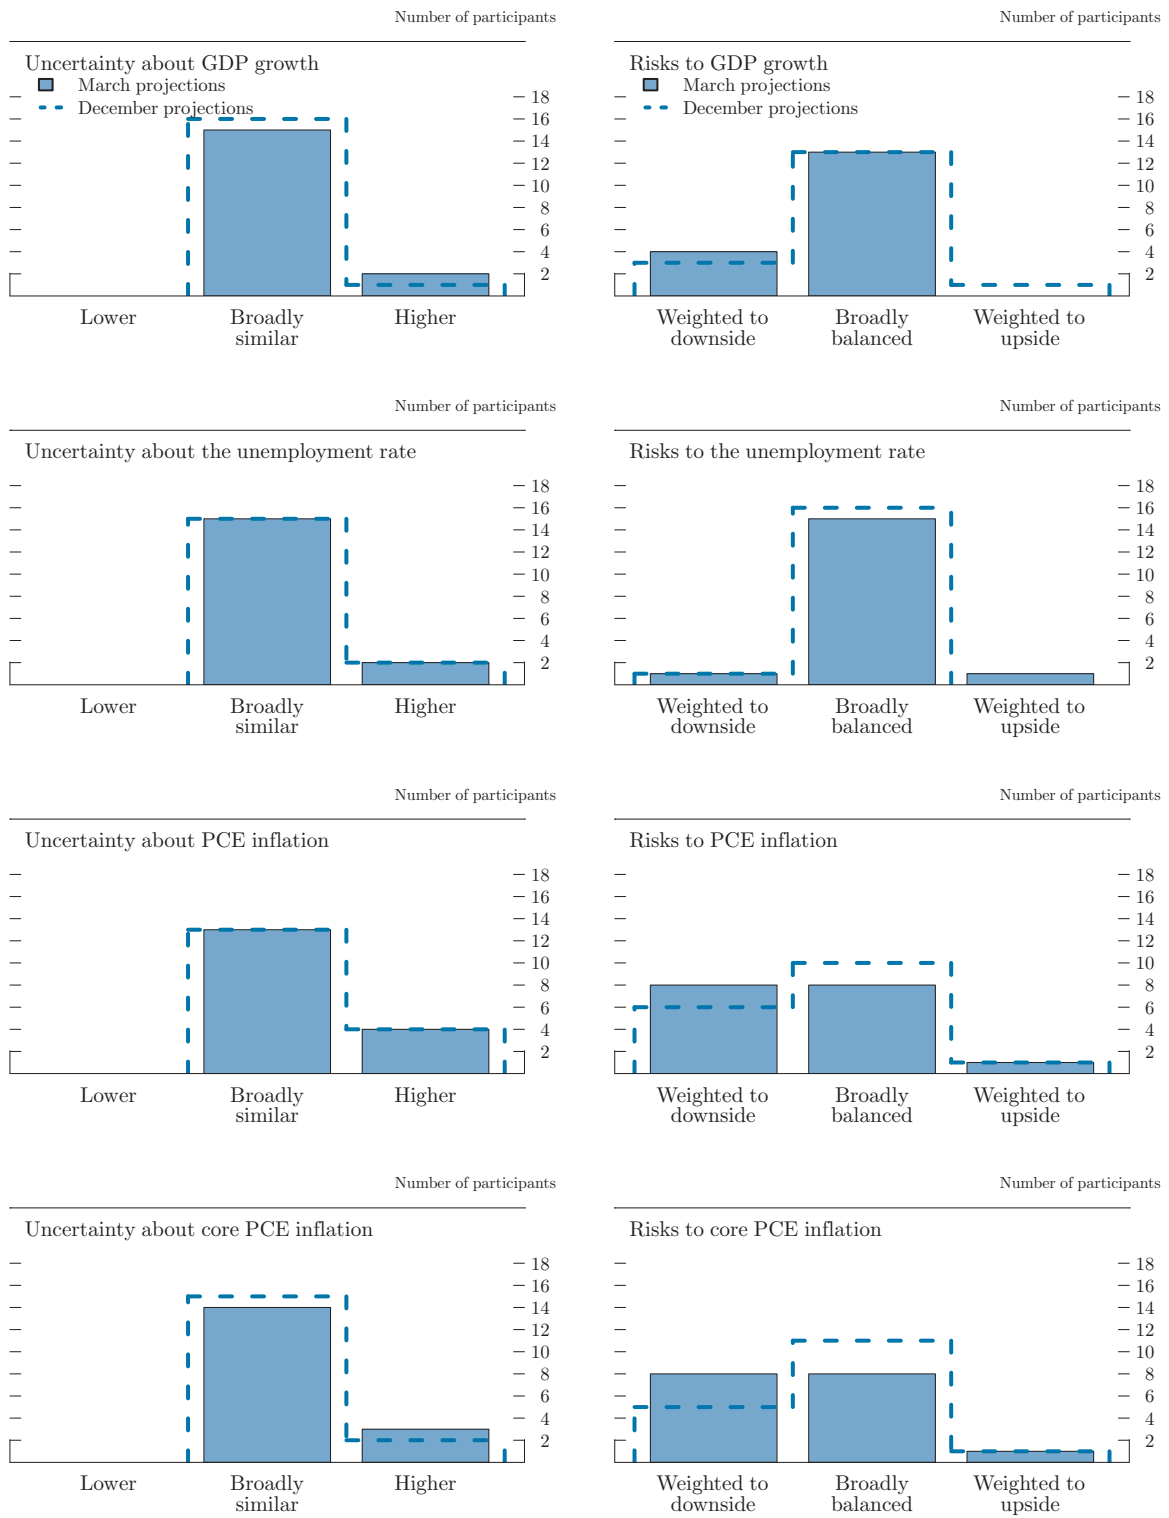 Number of participants
Uncertainty about GDP growth
March projections
December projections
18
16
14
12
10
8
6
4
2
Lower
Broadly
similar
Higher
Number of participants
Risks to GDP growth
March projections
December projections
18
16
14
12
10
8
6
4
2
Weighted to
downside
Broadly
balanced
Weighted to
upside
Number of participants
Uncertainty about the unemployment rate
18
16
14
12
10
8
6
4
2
Lower
Broadly
similar
Higher
Number of participants
Risks to the unemployment rate
18
16
14
12
10
8
6
4
2
Weighted to
downside
Broadly
balanced
Weighted to
upside
Number of participants
Uncertainty about PCE inflation
18
16
14
12
10
8
6
4
2
Lower
Broadly
similar
Higher
Number of participants
Risks to PCE inflation
18
16
14
12
10
8
6
4
2
Weighted to
downside
Broadly
balanced
Weighted to
upside
Number of participants
Uncertainty about core PCE inflation
18
16
14
12
10
8
6
4
2
Lower
Broadly
similar
Higher
Number of participants
Risks to core PCE inflation
18
16
14
12
10
8
6
4
2
Weighted to
downside
Broadly
balanced
Weighted to
upside